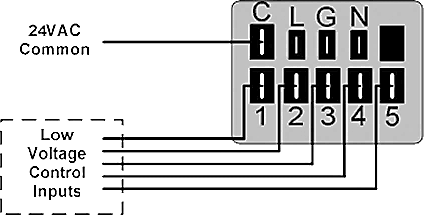 C L G N
24VAC
Common
1 2 3 4 5
Low
Voltage
Control
Inputs